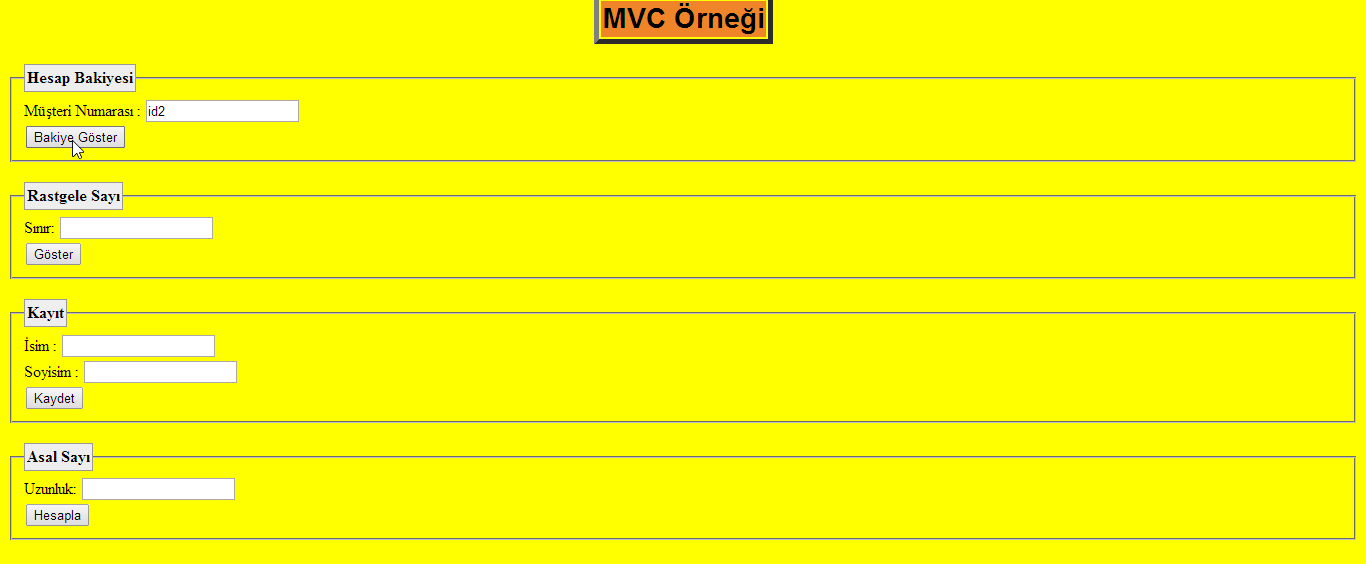 MVC Örneği
Hesap Bakiyesi
Müşteri Numarası : id2
Bakiye Göster
Rastgele Sayı
Sınır:
Göster
Kayıt
İsim :
Soyisim :
Kaydet
Asal Sayı
Uzunluk:
Hesapla